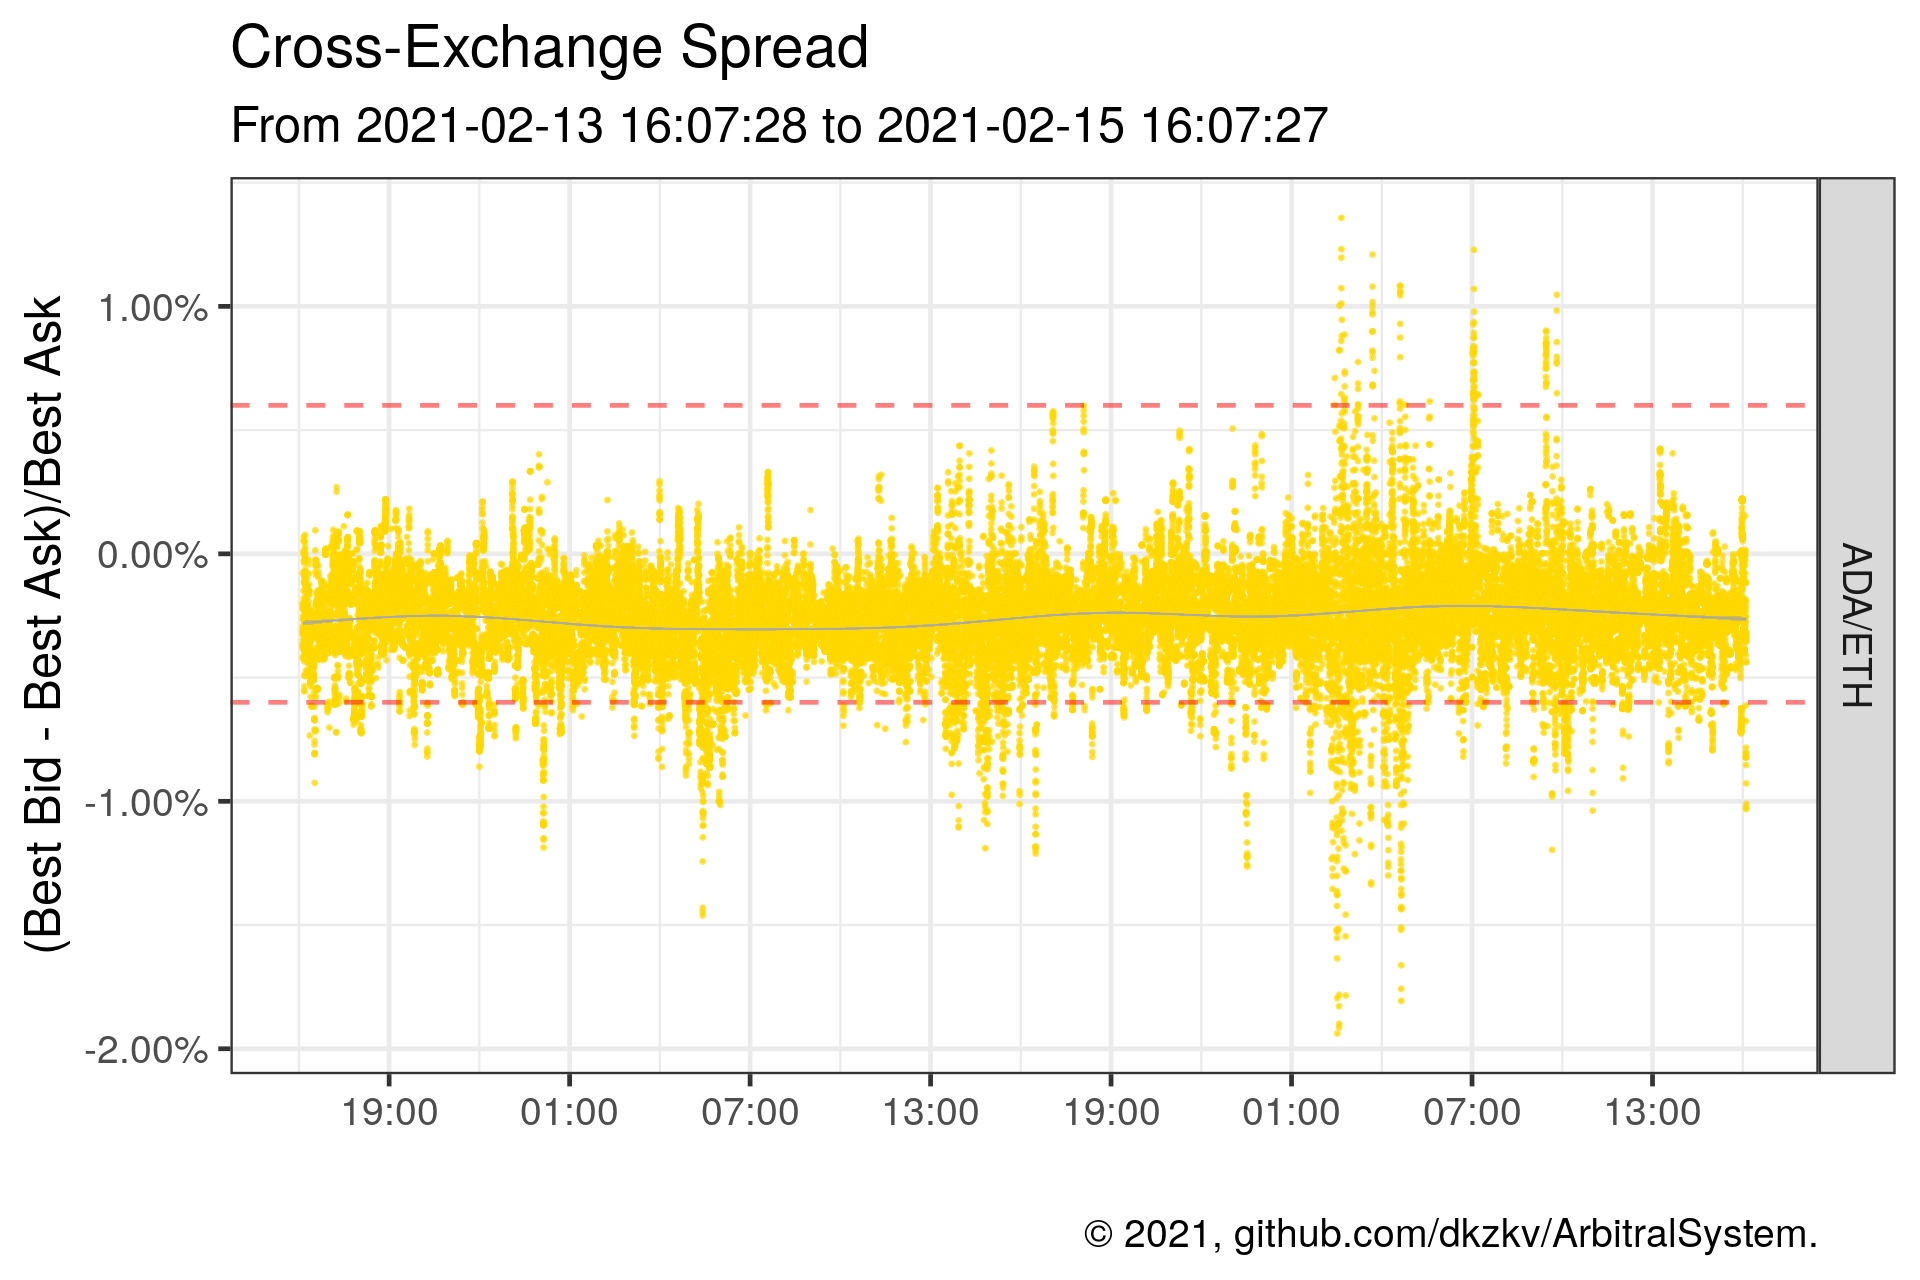 Cross-Exchange Spread
From 2021-02-13 16:07:28 to 2021-02-15 16:07:27
(Best Bid - Best Ask)/Best Ask
1.00%
0.00%
-1.00%
-2.00%
ADA/ETH
19:00 01:00 07:00 13:00 19:00 01:00 07:00 13:00
© 2021, github.com/dkzkv/ArbitralSystem.